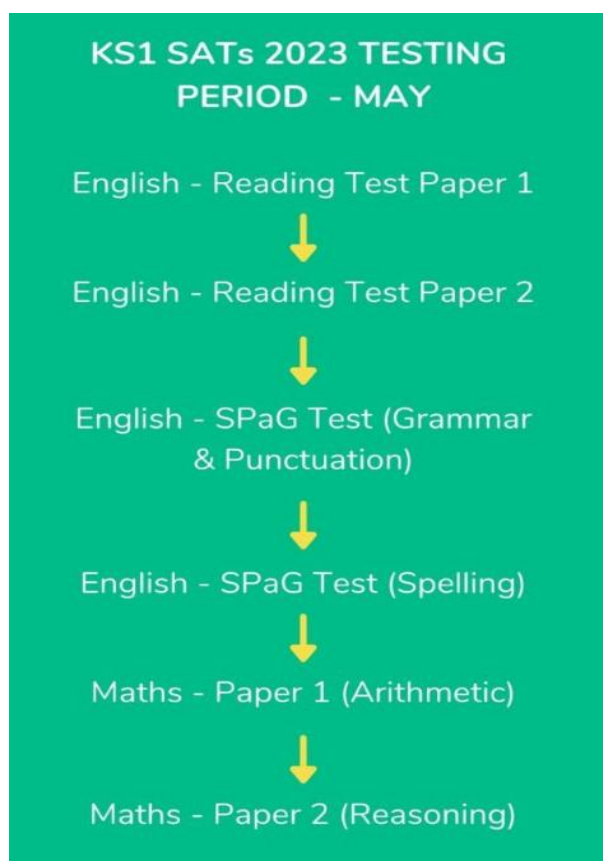 KS1 SATs 2023 TESTING
PERIOD - MAY
English - Reading Test Paper 1
English - Reading Test Paper 2
English - SPaG Test (Grammar
& Punctuation)
English - SPaG Test (Spelling)
Maths - Paper 1 (Arithmetic)
Maths - Paper 2 (Reasoning)